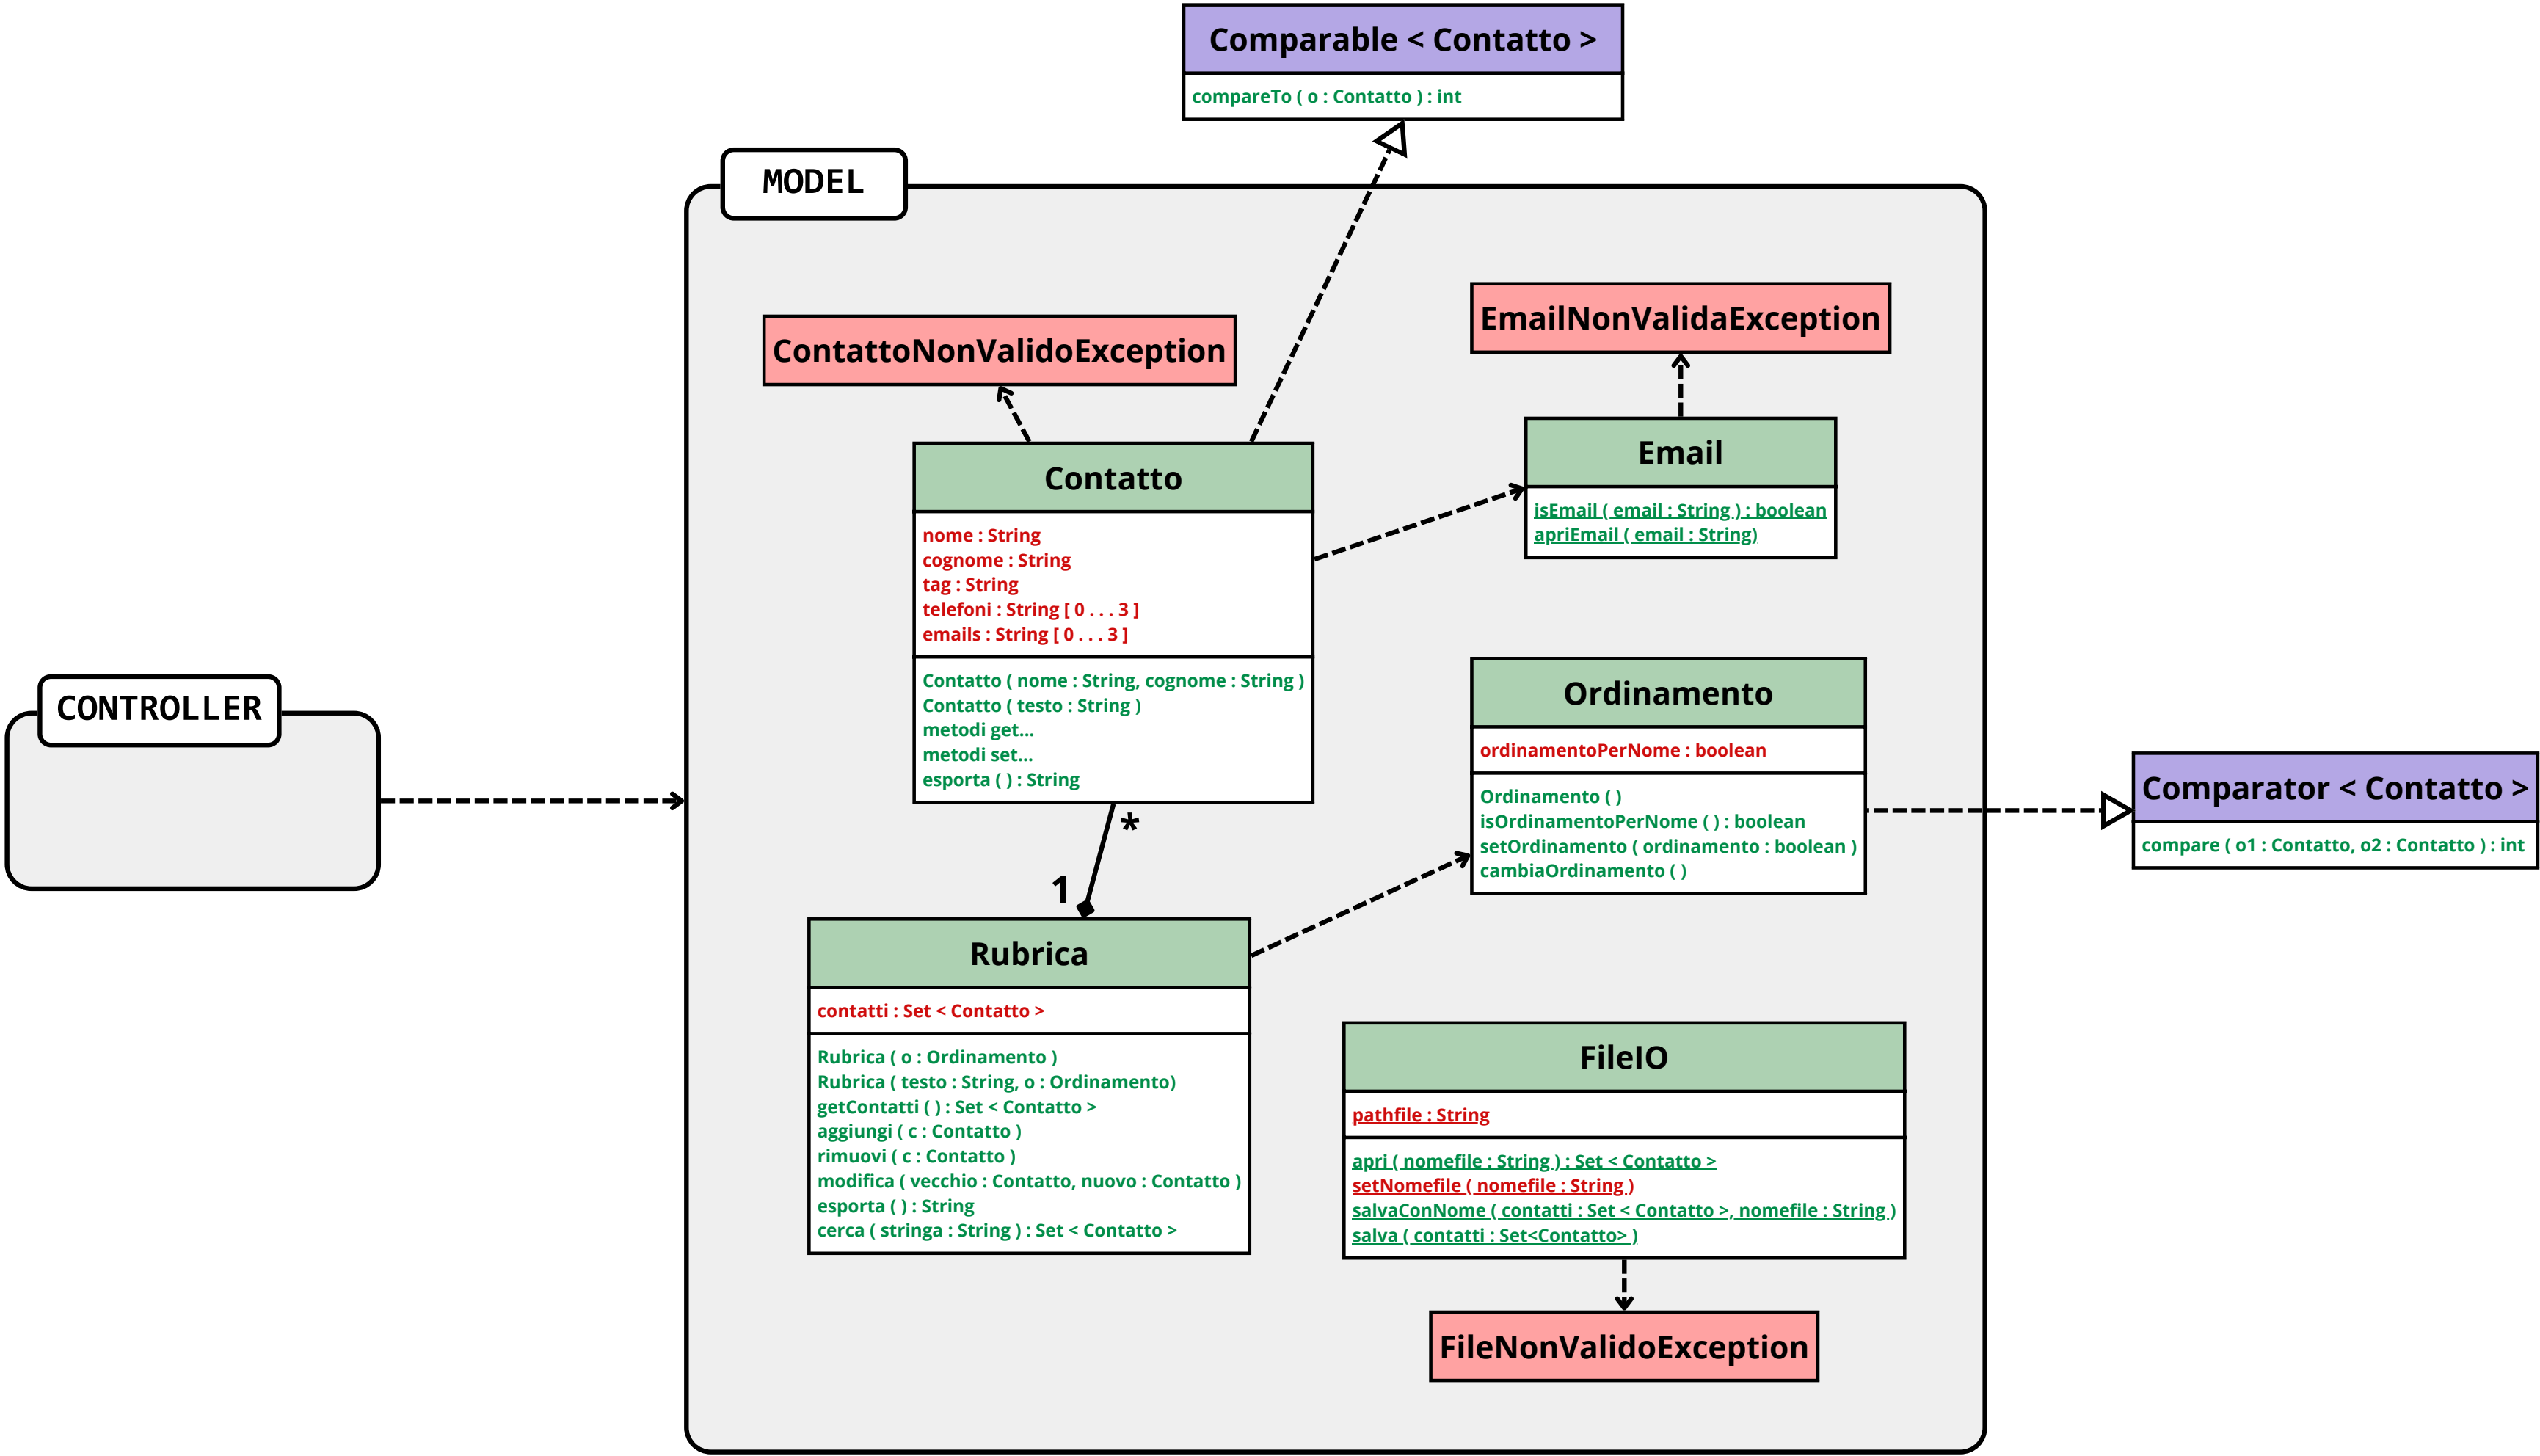 Comparable < Contatto >
compareTo ( o : Contatto ) : int
MODEL
ContattoNonValidoException
EmailNonValidaException
Contatto
nome : String
cognome : String
tag : String
telefoni : String [ 0 . . . 3 ]
emails : String [ 0 . . . 3 ]
Contatto ( nome : String, cognome : String )
Contatto ( testo : String )
metodi get...
metodi set...
esporta ( ) : String
Email
isEmail ( email : String ) : boolean
apriEmail ( email : String)
CONTROLLER
Ordinamento
ordinamentoPerNome : boolean
Ordinamento ( )
isOrdinamentoPerNome ( ) : boolean
setOrdinamento ( ordinamento : boolean )
cambiaOrdinamento ( )
Comparator < Contatto >
compare ( o1 : Contatto, o2 : Contatto ) : int
*
1
Rubrica
contatti : Set < Contatto >
Rubrica ( o : Ordinamento )
Rubrica ( testo : String, o : Ordinamento)
getContatti ( ) : Set < Contatto >
aggiungi ( c : Contatto )
rimuovi ( c : Contatto )
modifica ( vecchio : Contatto, nuovo : Contatto )
esporta ( ) : String
cerca ( stringa : String ) : Set < Contatto >
FileIO
pathfile : String
apri ( nomefile : String ) : Set < Contatto >
setNomefile ( nomefile : String )
salvaConNome ( contatti : Set < Contatto >, nomefile : String )
salva ( contatti : Set<Contatto> )
FileNonValidoException